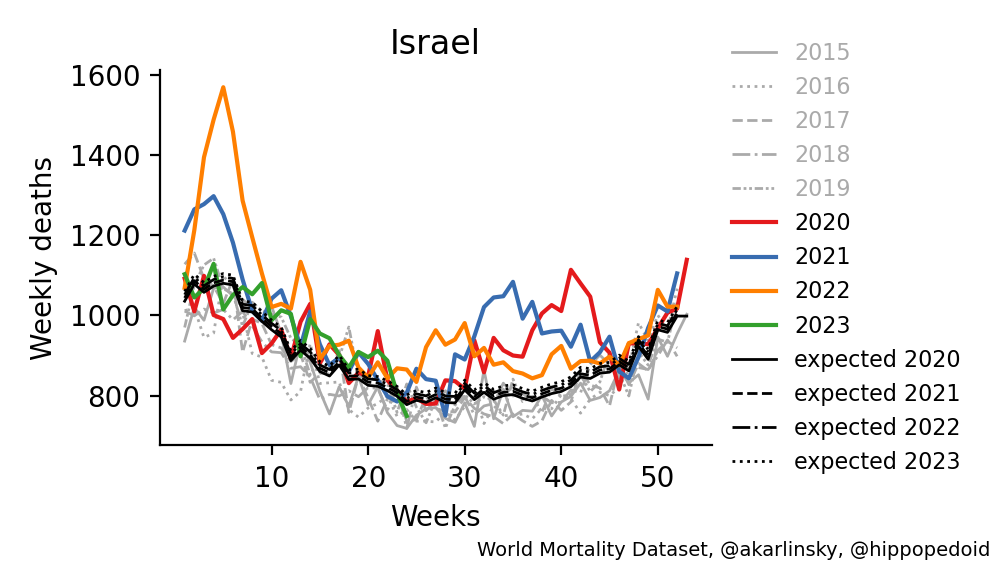 Israel
Weekly deaths
1600
1400
1200
1000
800
10 20 30 40 50
Weeks
2015
2016
2017
2018
2019
2020
2021
2022
2023
expected 2020
expected 2021
expected 2022
expected 2023
World Mortality Dataset, @akarlinsky, @hippopedoid